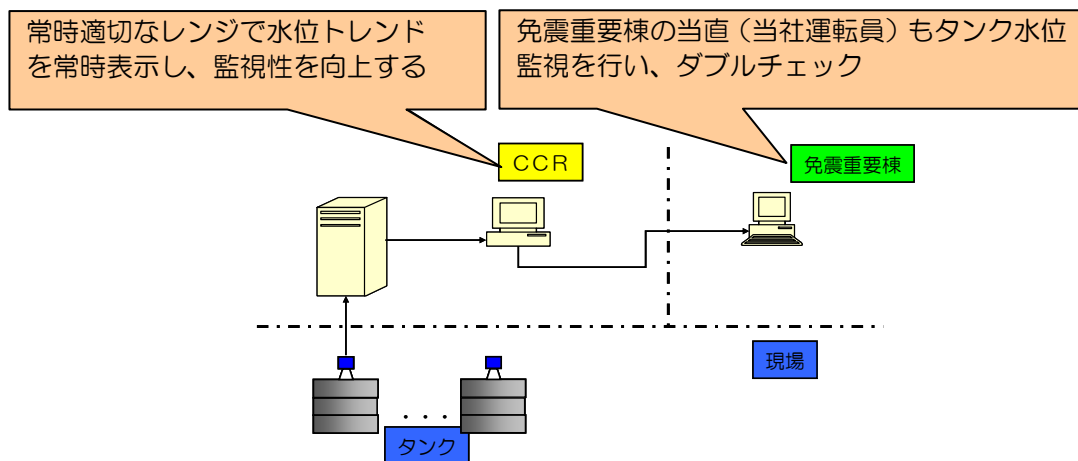 常時適切なレンジで水位トレンド
を常時表示し、監視性を向上する
免震重要棟の当直(当社運転員)もタンク水位
監視を行い、ダブルチェック
CCR
免震重要棟
現場
・・・
タンク